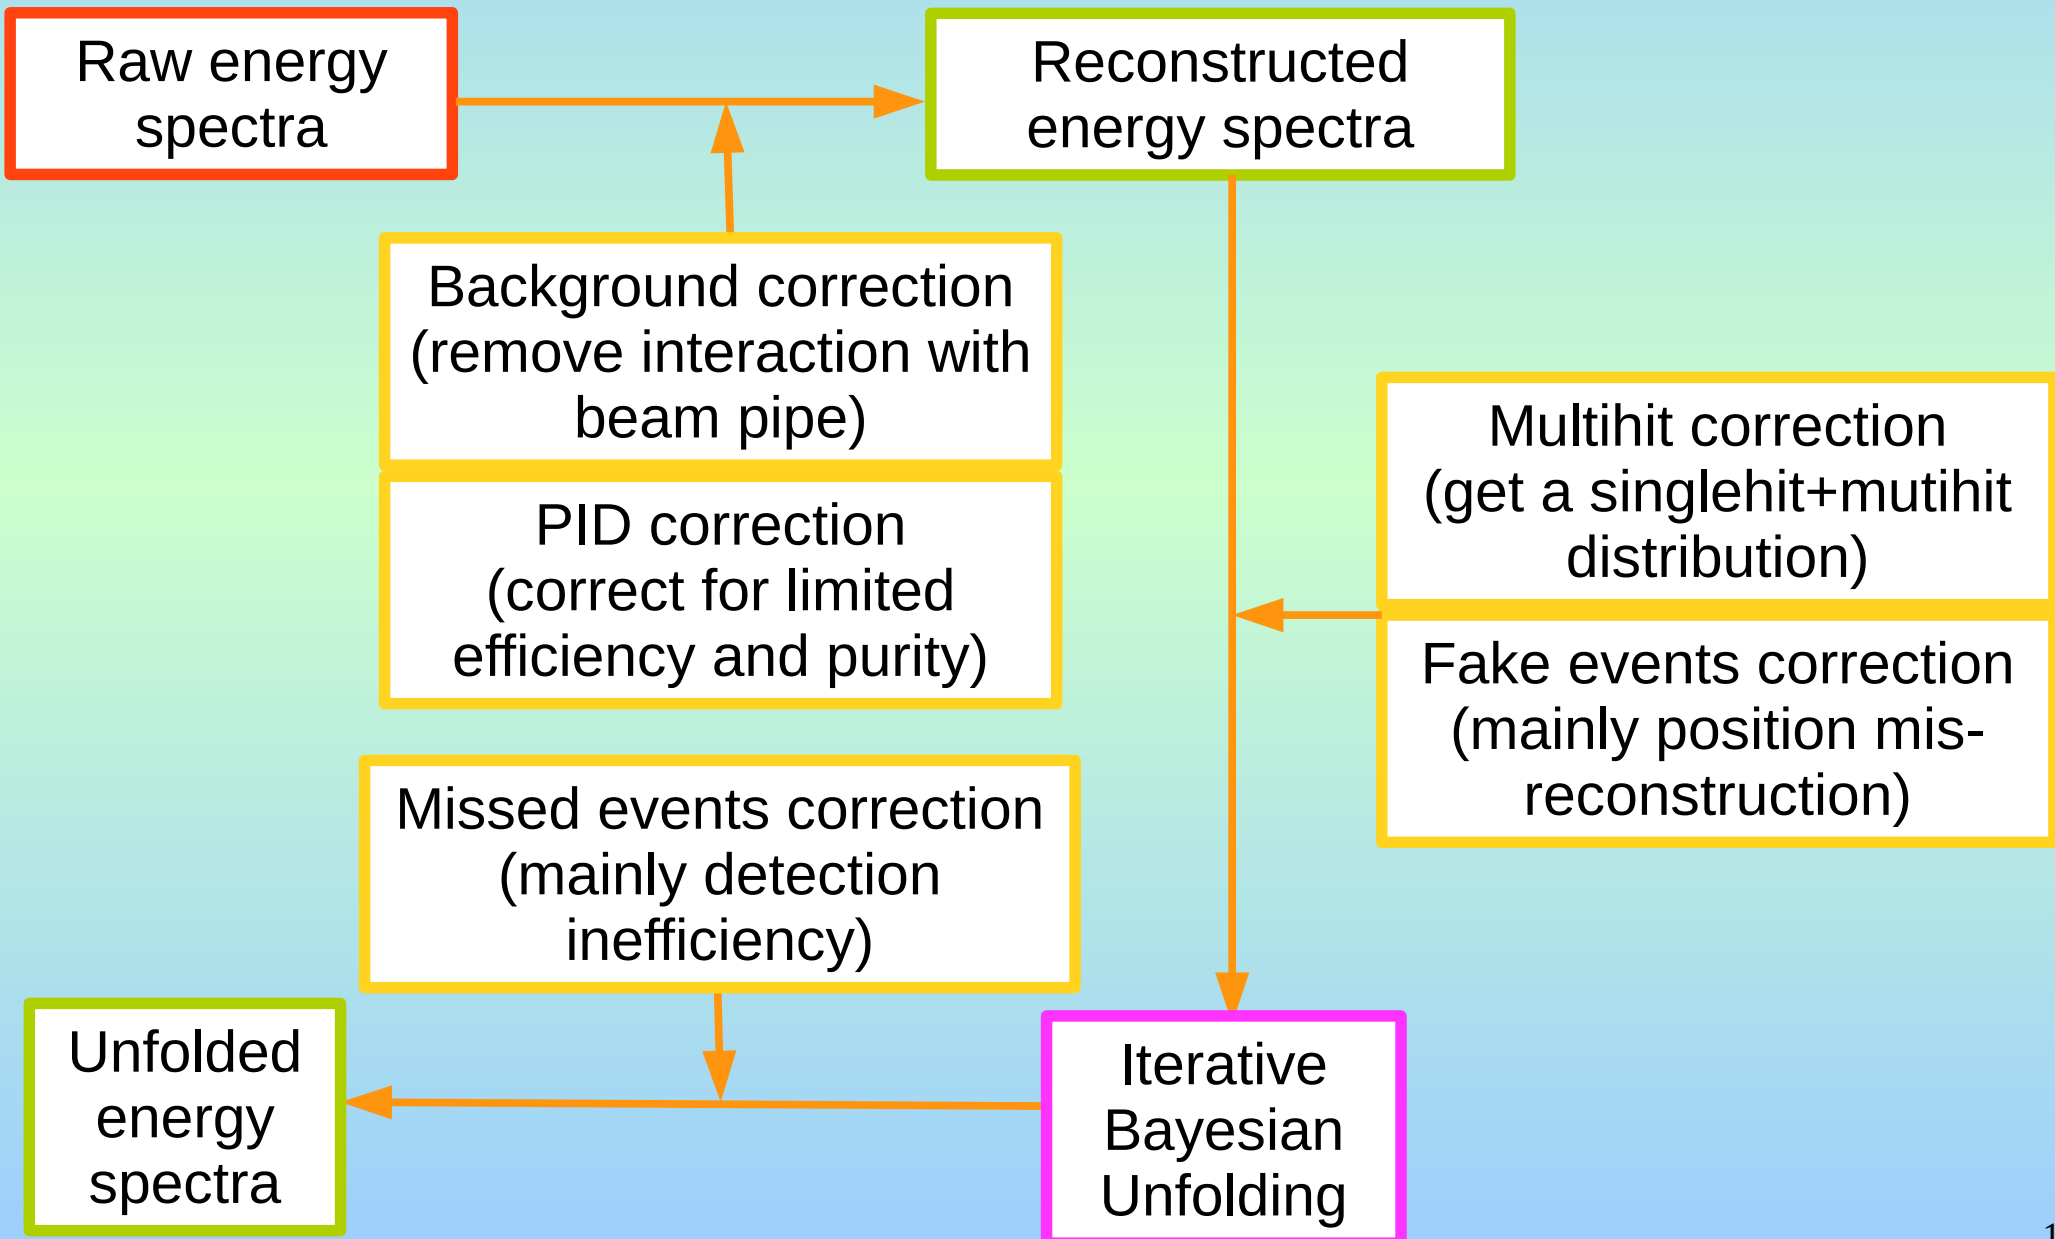 Raw energy
spectra
Reconstructed
energy spectra
Background correction
(remove interaction with
beam pipe)
PID correction
(correct for limited
efficiency and purity)
Multihit correction
(get a singlehit+mutihit
distribution)
Fake events correction
(mainly position mis-
reconstruction)
Missed events correction
(mainly detection
inefficiency)
Unfolded
energy
spectra
Iterative
Bayesian
Unfolding